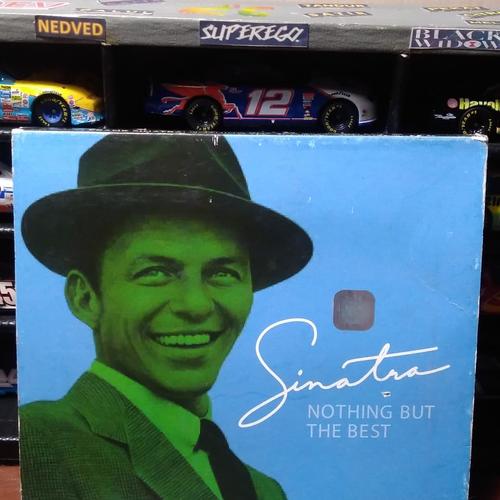 NEDVED
SUPEREGO.
BLACK
WIDOW
12
Sinatra
NOTHING BUT
THE BEST